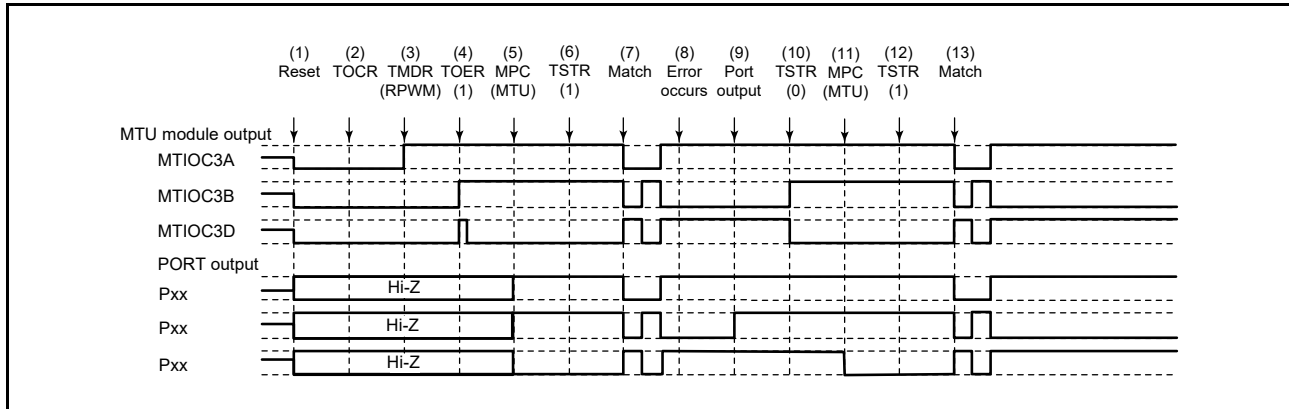 (1) (2) (3) (4) (5) (6) (7) (8) (9) (10) (11) (12) (13)
Reset TOCR TMDR TOER MPC TSTR Match Error Port TSTR MPC TSTR Match
(RPWM) (1) (MTU) (1) occurs output (0) (MTU) (1)
MTU module output
MTIOC3A
MTIOC3B
MTIOC3D
PORT output
Pxx Hi-Z
Pxx Hi-Z
Pxx Hi-Z